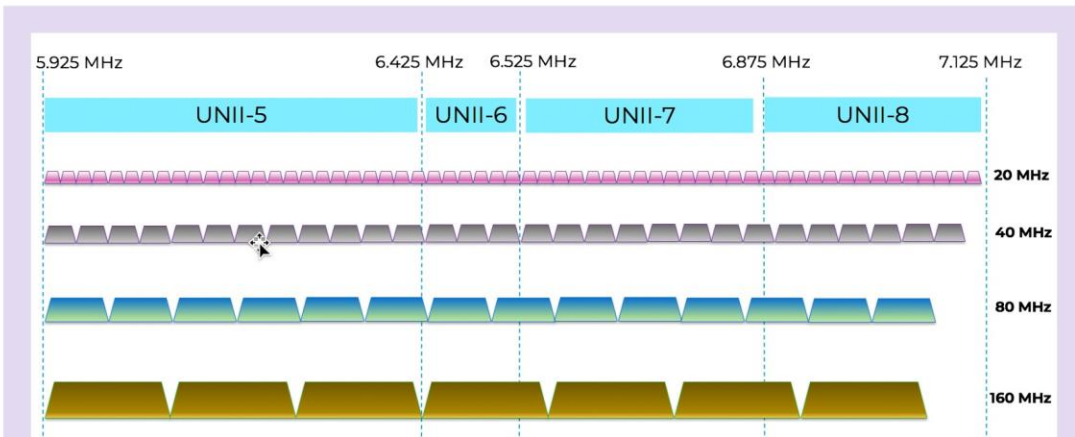 5.925 MHz 6.425 MHz 6.525 MHz 6.875 MHz 7.125 MHz
UNII-5 UNII-6 UNII-7 UNII-8
20 MHz
40 MHz
80 MHz
160 MHz